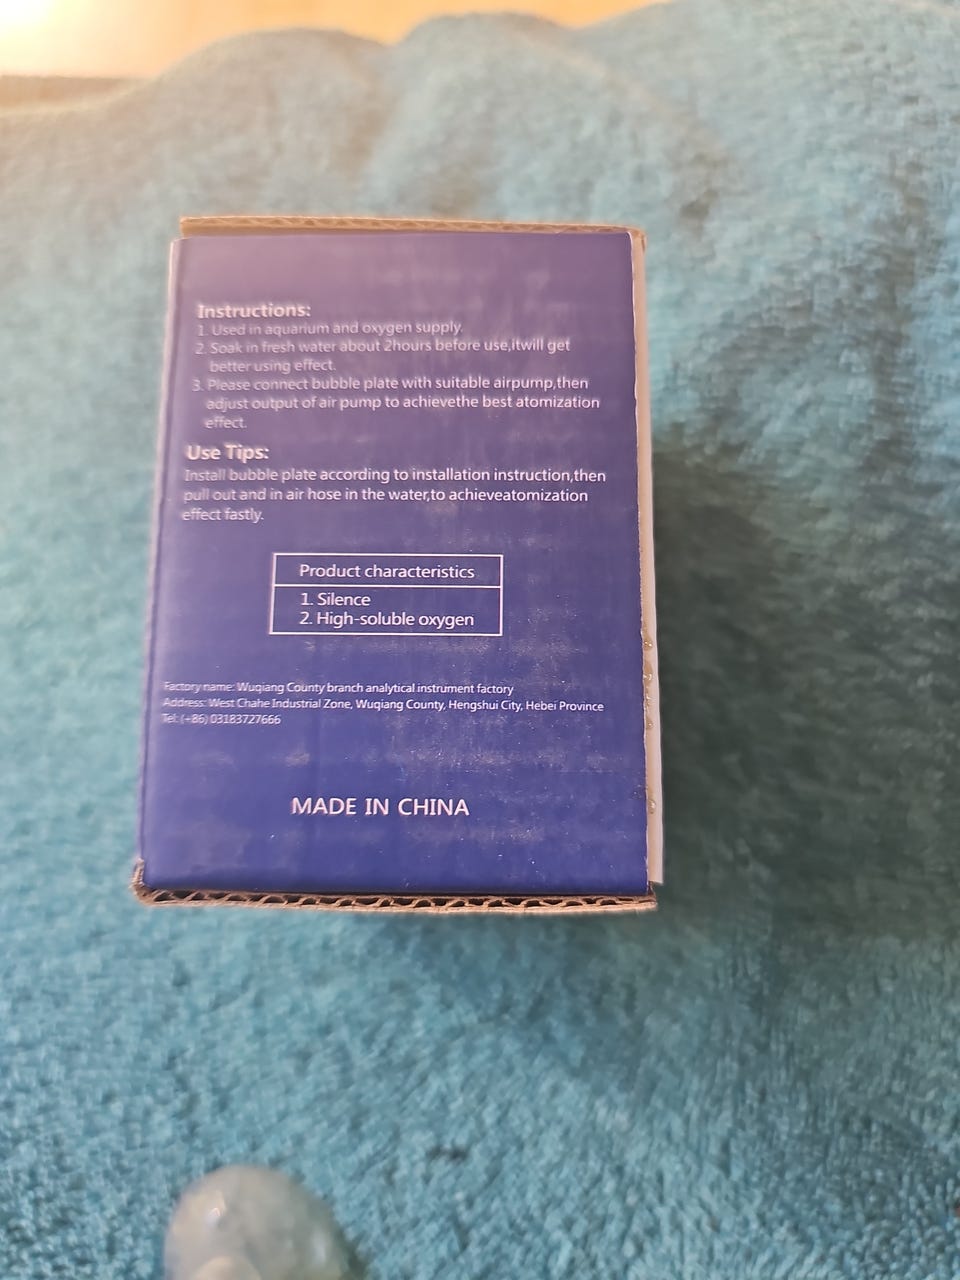 Instructions:
1. Used in aquarium and oxygen supply.
2. Soak in fresh water about 2hours before use,itwill get
better using effect.
3. Please connect bubble plate with suitable airpump,then
adjust output of air pump to achievethe best atomization
effect.
Use Tips:
Install bubble plate according to installation instruction,then
pull out and in air hose in the water,to achieveatomization
effect fastly.
Product characteristics
1. Silence
2. High-soluble oxygen
Factory name: Wuqiang County branch analytical instrument factory
Address: West Chahe Industrial Zone, Wuqiang County, Hengshui City, Hebei Province
Tel: (+86) 03183727666
MADE IN CHINA